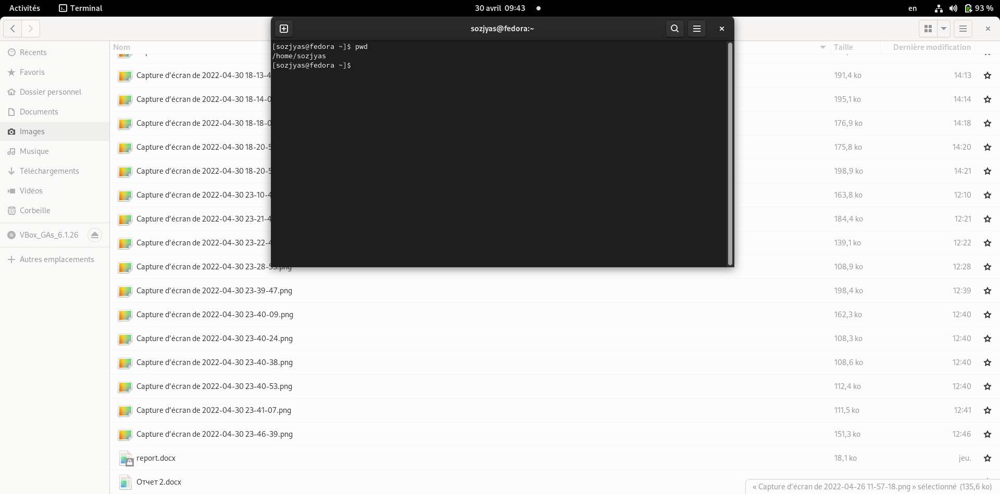 Activités
Terminal
30 avril 09:43
en
93 %
sozjyas@fedora:~
[sozjyas@fedora ~]$ pwd
/home/sozjyas
[sozjyas@fedora ~]$
Récents
Favoris
Dossier personnel
Documents
Images
Musique
Téléchargements
Vidéos
Corbeille
VBox_GAs_6.1.26
Autres emplacements
Nom Taille Dernière modification
Capture d’écran de 2022-04-30 18-13-4 191,4 ko 14:13
Capture d’écran de 2022-04-30 18-14-0 195,1 ko 14:14
Capture d’écran de 2022-04-30 18-18-0 176,9 ko 14:18
Capture d’écran de 2022-04-30 18-20-5 175,8 ko 14:20
Capture d’écran de 2022-04-30 18-20-5 198,9 ko 14:21
Capture d’écran de 2022-04-30 23-10-4 163,8 ko 12:10
Capture d’écran de 2022-04-30 23-21-4 184,4 ko 12:21
Capture d’écran de 2022-04-30 23-22-4 139,1 ko 12:22
Capture d’écran de 2022-04-30 23-28-53.png 108,9 ko 12:28
Capture d’écran de 2022-04-30 23-39-47.png 198,4 ko 12:39
Capture d’écran de 2022-04-30 23-40-09.png 162,3 ko 12:40
Capture d’écran de 2022-04-30 23-40-24.png 108,3 ko 12:40
Capture d’écran de 2022-04-30 23-40-38.png 108,6 ko 12:40
Capture d’écran de 2022-04-30 23-40-53.png 112,4 ko 12:40
Capture d’écran de 2022-04-30 23-41-07.png 111,5 ko 12:41
Capture d’écran de 2022-04-30 23-46-39.png 151,3 ko 12:46
report.docx 18,1 ko jeu.
Отчет 2.docx
« Capture d’écran de 2022-04-26 11-57-18.png » sélectionné (135,6 ko)